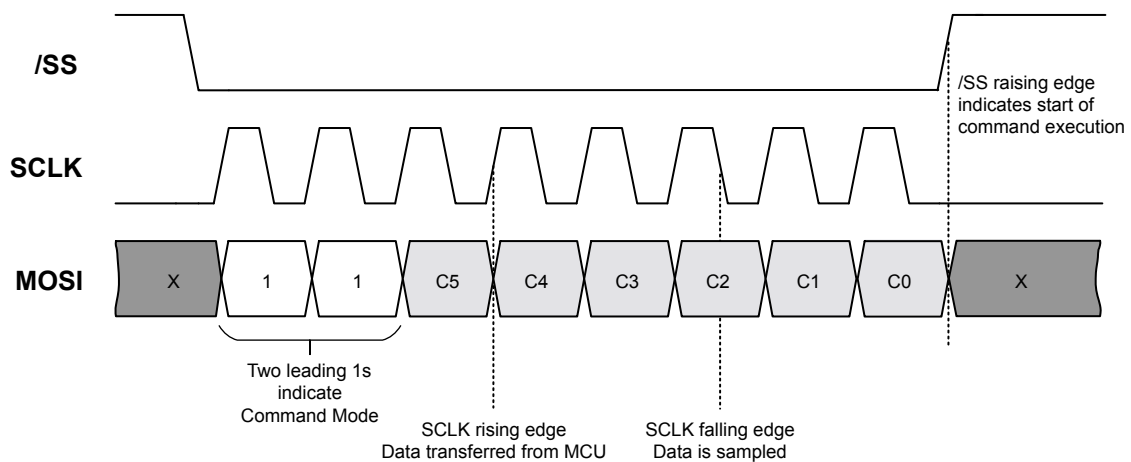 /SS
/SS raising edge
indicates start of
command execution
SCLK
MOSI
X 1 1 C5 C4 C3 C2 C1 C0 X
Two leading 1s
indicate
Command Mode
SCLK rising edge
Data transferred from MCU
SCLK falling edge
Data is sampled